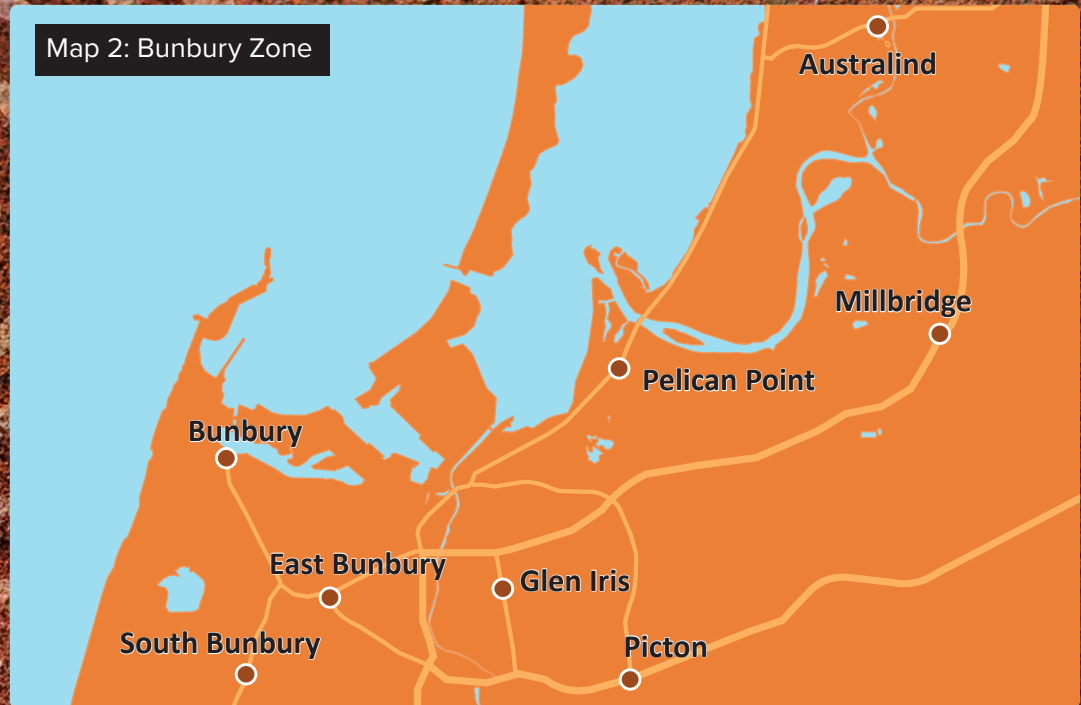 Map 2: Bunbury Zone
Australind
Millbridge
Pelican Point
Bunbury
East Bunbury
Glen Iris
South Bunbury
Picton